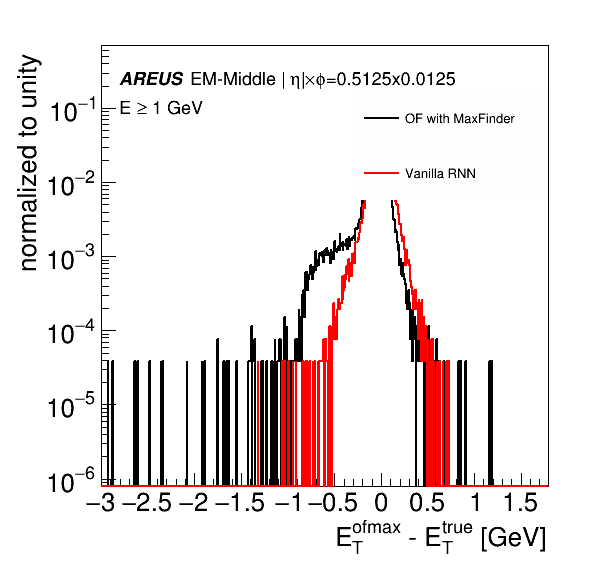 normalized to unity
AREUS EM-Middle | η|×ϕ=0.5125x0.0125
E ≥ 1 GeV
OF with MaxFinder
Vanilla RNN
10⁻¹
10⁻²
10⁻³
10⁻⁴
10⁻⁵
10⁻⁶
−3 −2.5 −2 −1.5 −1 −0.5 0 0.5 1 1.5
E_T^ofmax - E_T^true [GeV]